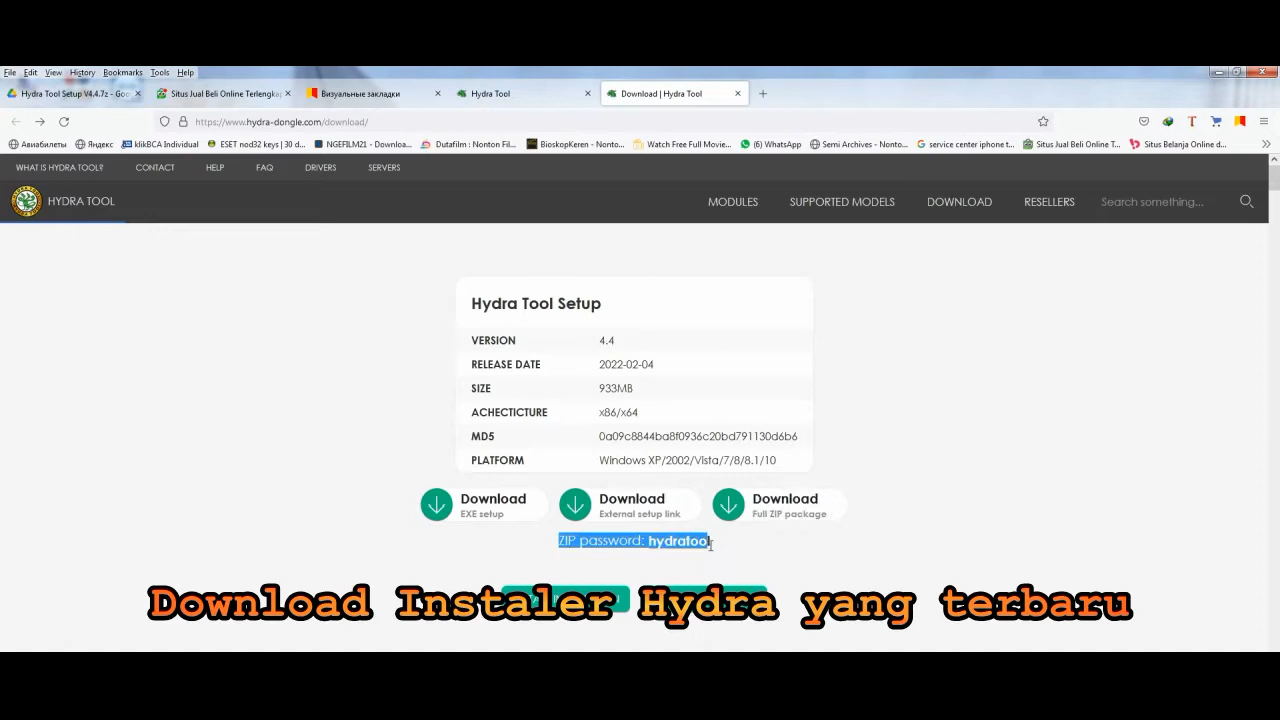 File Edit View History Bookmarks Tools Help
Hydra Tool Setup V4.4.7z - Goo
Situs Jual Beli Online Terlengkap
Визуальные закладки
Hydra Tool
Download | Hydra Tool
https://www.hydra-dongle.com/download/
Авиабилеты Яндекс klikBCA Individual ESET nod32 keys | 30 d... NGEFILM21 - Downloa... Dutafilm : Nonton Fil... BioskopKeren - Nonto... Watch Free Full Movie... (6) WhatsApp Semi Archives - Nonto... service center iphone t... Situs Jual Beli Online T... Situs Belanja Online d...
WHAT IS HYDRA TOOL? CONTACT HELP FAQ DRIVERS SERVERS
HYDRA TOOL MODULES SUPPORTED MODELS DOWNLOAD RESELLERS Search something...
Hydra Tool Setup
VERSION 4.4
RELEASE DATE 2022-02-04
SIZE 933MB
ACHECTICTURE x86/x64
MD5 0a09c8844ba8f0936c20bd791130d6b6
PLATFORM Windows XP/2002/Vista/7/8/8.1/10
Download
EXE setup
Download
External setup link
Download
Full ZIP package
ZIP password: hydratool
Download Instaler Hydra yang terbaru